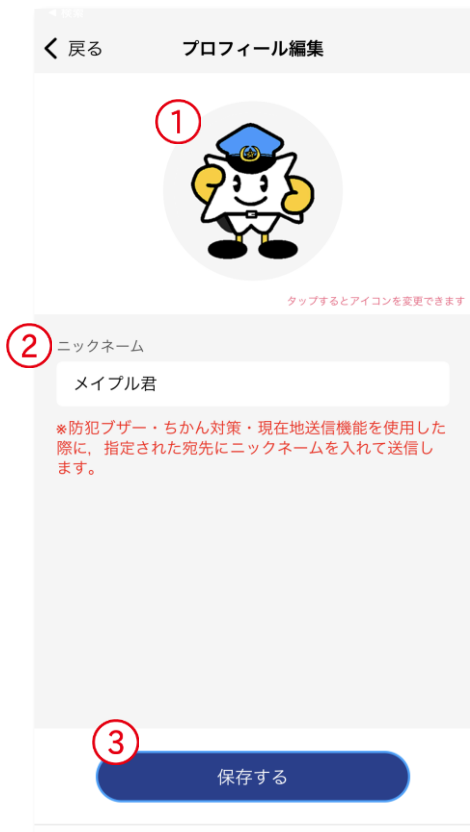 戻る プロフィール編集
①
タップするとアイコンを変更できます
② ニックネーム
メイプル君
※防犯ブザー・ちかん対策・現在地送信機能を使用した
際に，指定された宛先にニックネームを入れて送信し
ます。
③
保存する